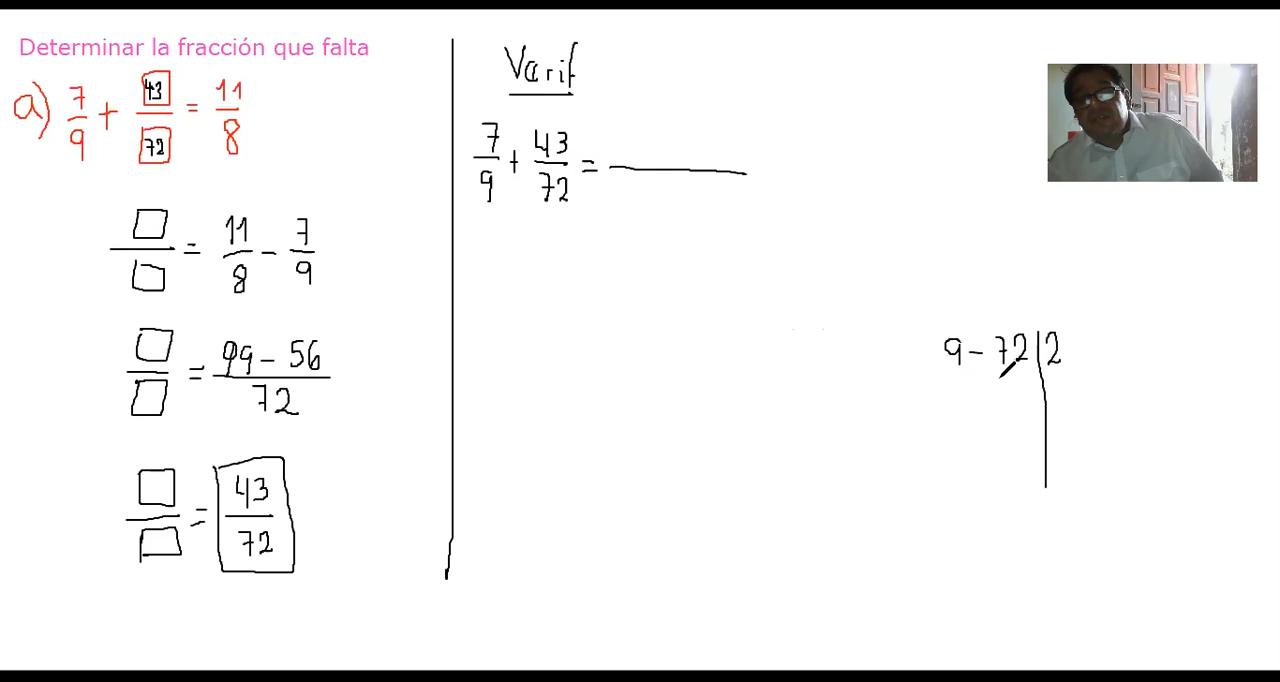 Determinar la fracción que falta
a) 7/9 + 43/72 = 11/8
□/□ = 11/8 - 7/9
□/□ = 99 - 56/72
□/□ = 43/72
Varif
7/9 + 43/72 =
9 - 72 | 2